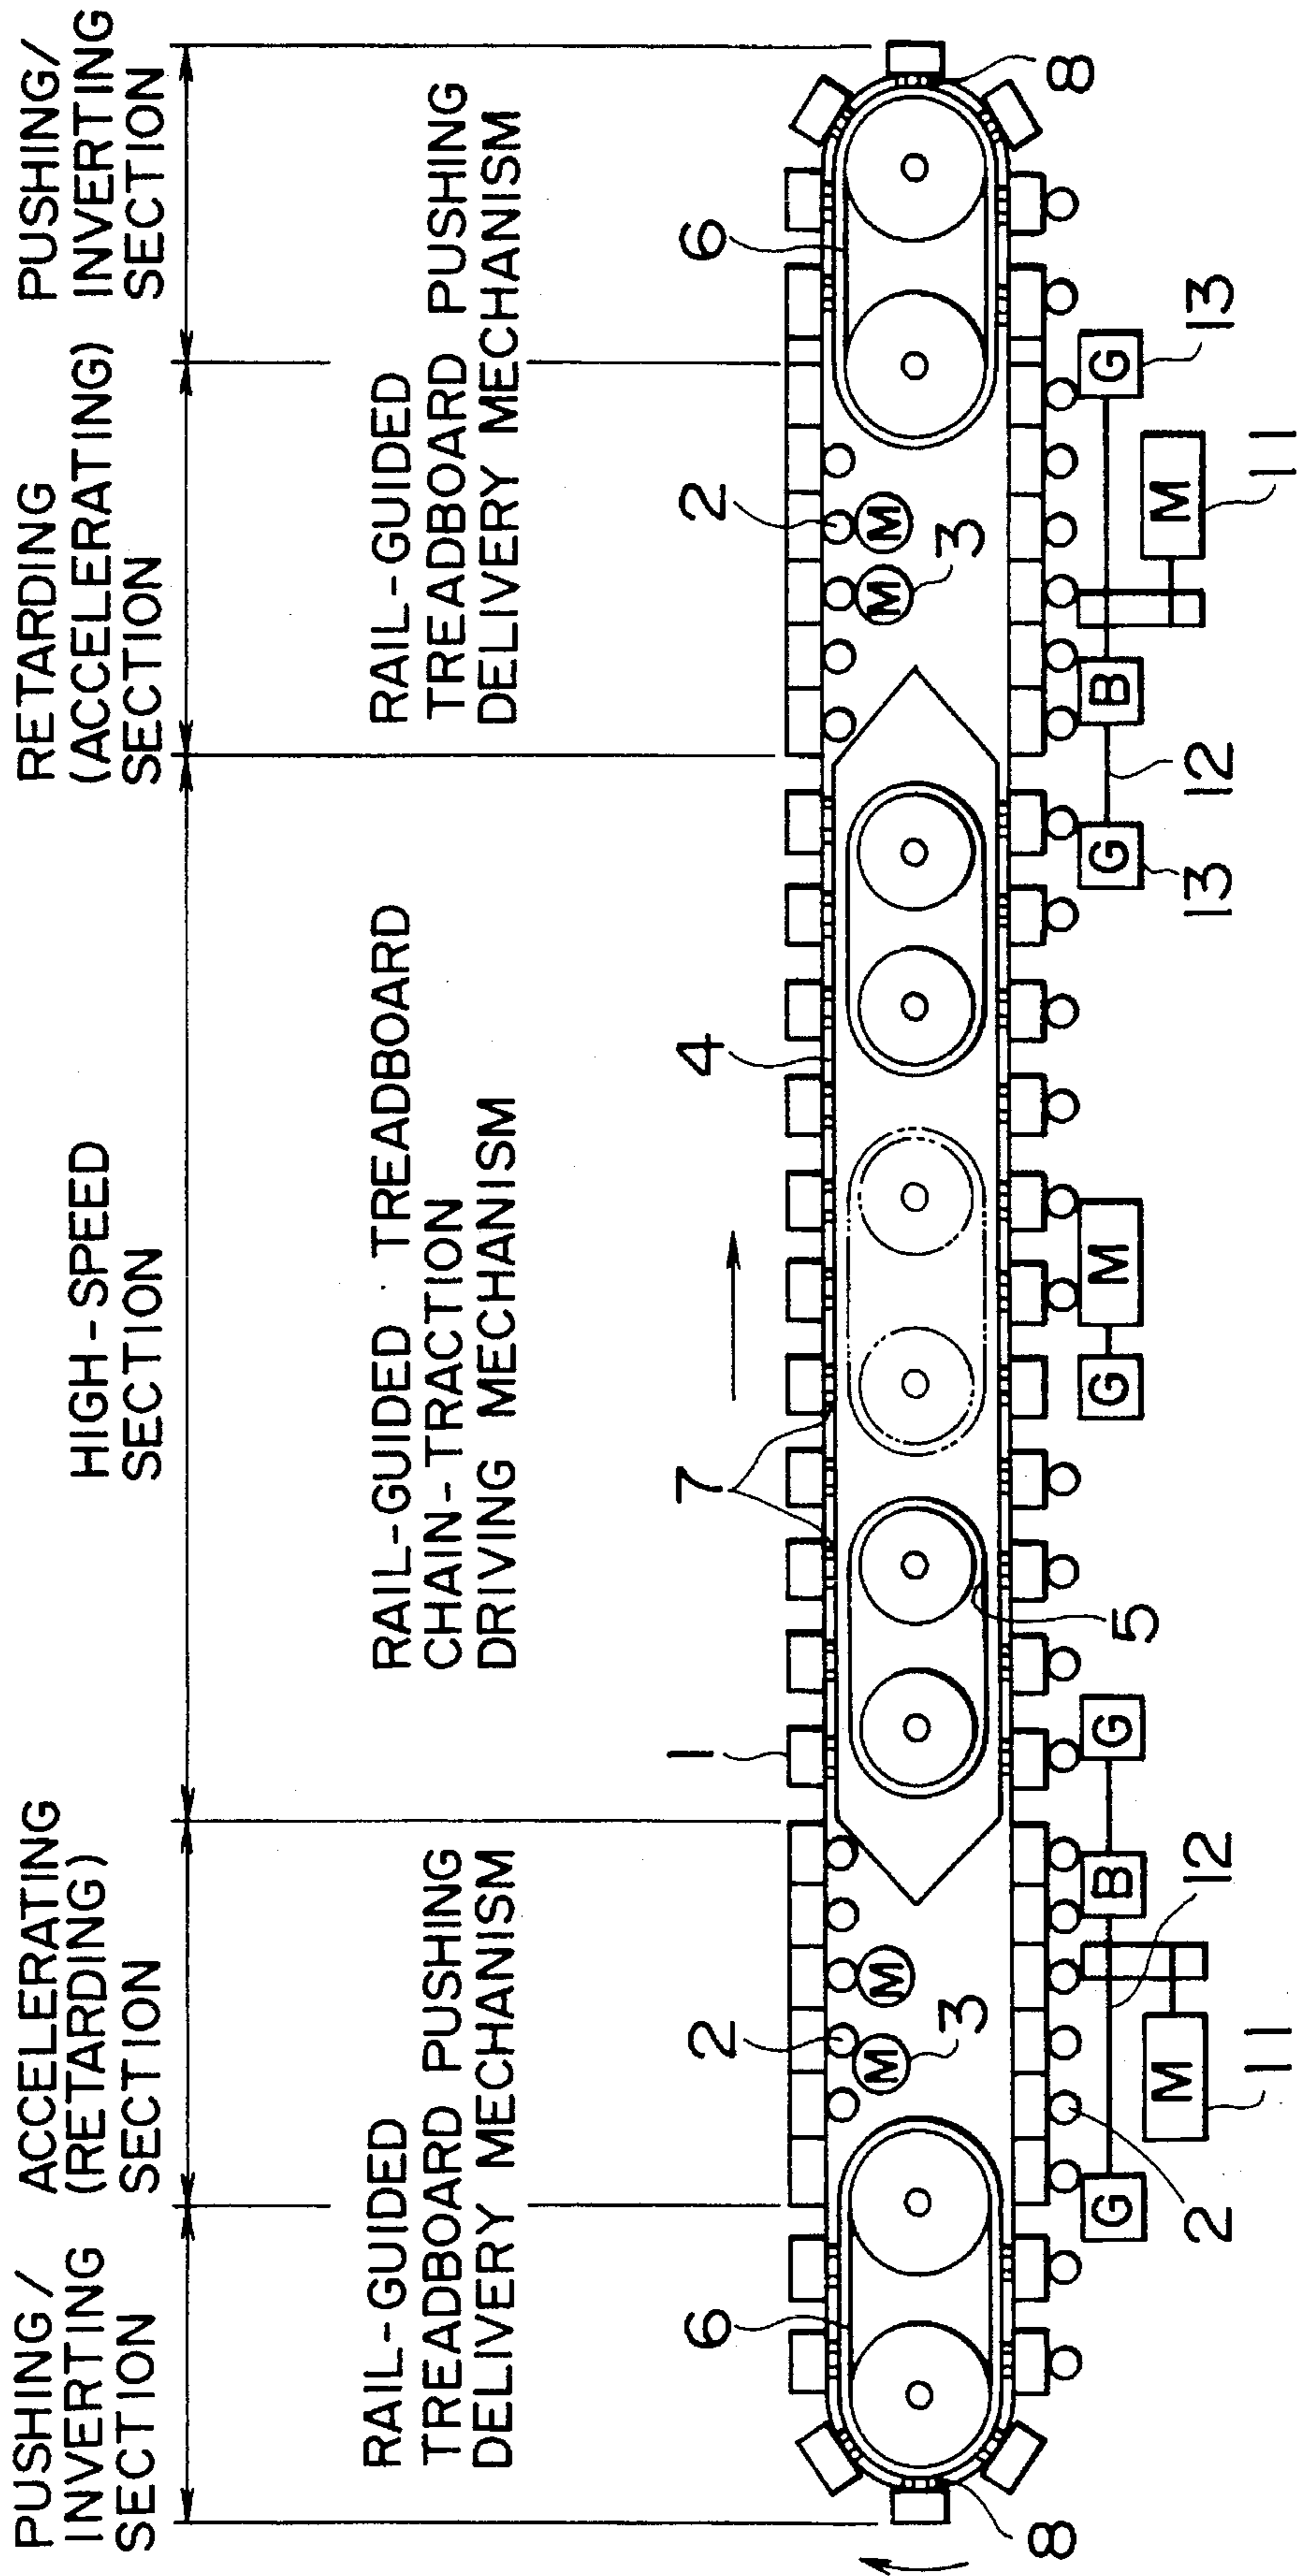 PUSHING/
INVERTING
SECTION
ACCELERATING
(RETARDING)
SECTION
HIGH-SPEED
SECTION
RETARDING
(ACCELERATING)
SECTION
PUSHING/
INVERTING
SECTION
RAIL-GUIDED
TREADBOARD PUSHING
DELIVERY MECHANISM
RAIL-GUIDED TREADBOARD
CHAIN-TRACTION
DRIVING MECHANISM
RAIL-GUIDED
TREADBOARD PUSHING
DELIVERY MECHANISM
6
2
1
7
4
2
6
M
M
M
M
3
3
8
5
8
G
B
G
G
M
G
B
G
2
12
13
12
13
M
M
11
11